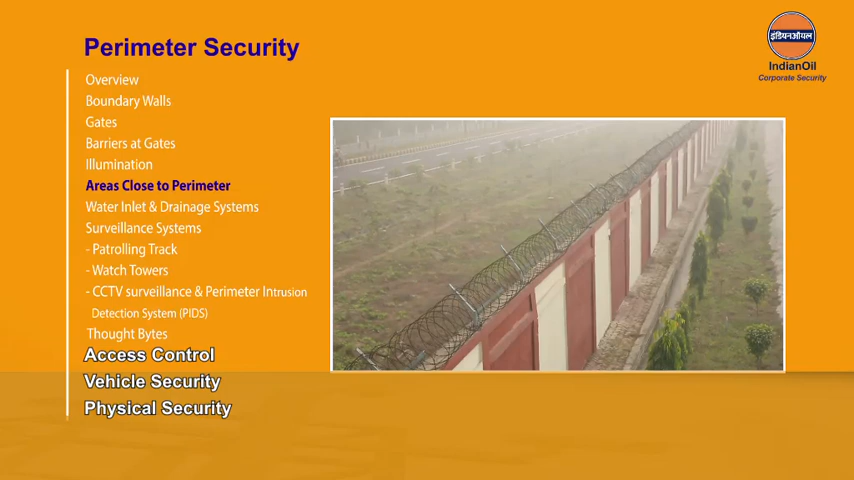 Perimeter Security
Overview
Boundary Walls
Gates
Barriers at Gates
Illumination
Areas Close to Perimeter
Water Inlet & Drainage Systems
Surveillance Systems
- Patrolling Track
- Watch Towers
- CCTV surveillance & Perimeter Intrusion
Detection System (PIDS)
Thought Bytes
Access Control
Vehicle Security
Physical Security
इंडियनऑयल
IndianOil
Corporate Security